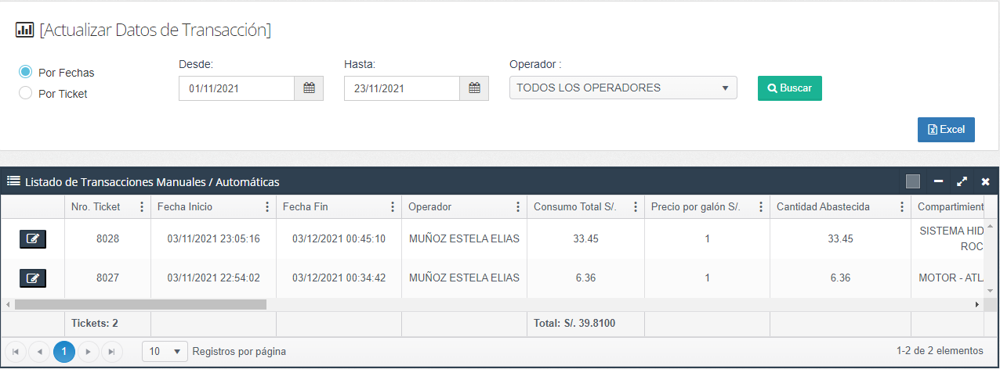 [Actualizar Datos de Transacción]
Por Fechas
Por Ticket
Desde:
01/11/2021
Hasta:
23/11/2021
Operador :
TODOS LOS OPERADORES
Buscar
Excel
Listado de Transacciones Manuales / Automáticas
Nro. Ticket Fecha Inicio Fecha Fin Operador Consumo Total S/. Precio por galón S/. Cantidad Abastecida Compartiment
8028 03/11/2021 23:05:16 03/12/2021 00:45:10 MUÑOZ ESTELA ELIAS 33.45 1 33.45 SISTEMA HID
ROC
8027 03/11/2021 22:54:02 03/12/2021 00:34:42 MUÑOZ ESTELA ELIAS 6.36 1 6.36 MOTOR - ATL
Tickets: 2 Total: S/. 39.8100
1 10 Registros por página 1-2 de 2 elementos